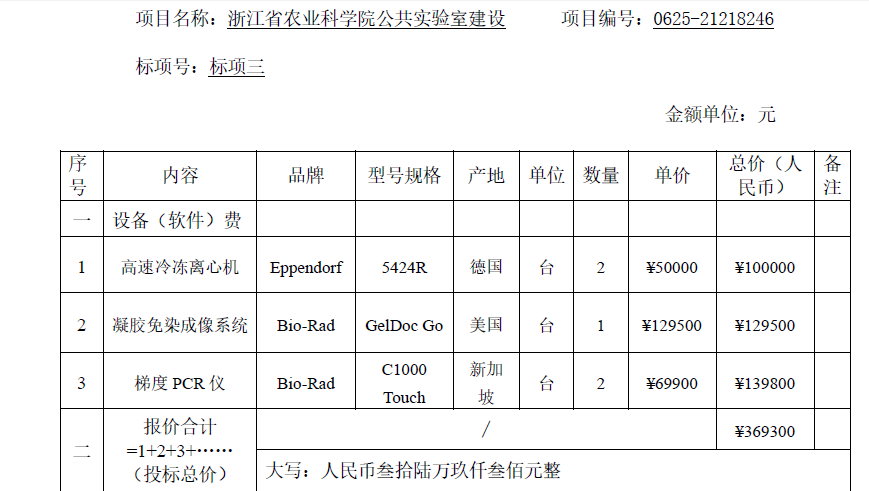 项目名称：浙江省农业科学院公共实验室建设 项目编号：0625-21218246
标项号：标项三
金额单位：元
序号 内容 品牌 型号规格 产地 单位 数量 单价 总价（人民币） 备注
一 设备（软件）费
1 高速冷冻离心机 Eppendorf 5424R 德国 台 2 ¥50000 ¥100000
2 凝胶免染成像系统 Bio-Rad GelDoc Go 美国 台 1 ¥129500 ¥129500
3 梯度 PCR 仪 Bio-Rad C1000 Touch 新加坡 台 2 ¥69900 ¥139800
二 报价合计 =1+2+3+…… （投标总价） / ¥369300
大写：人民币叁拾陆万玖仟叁佰元整